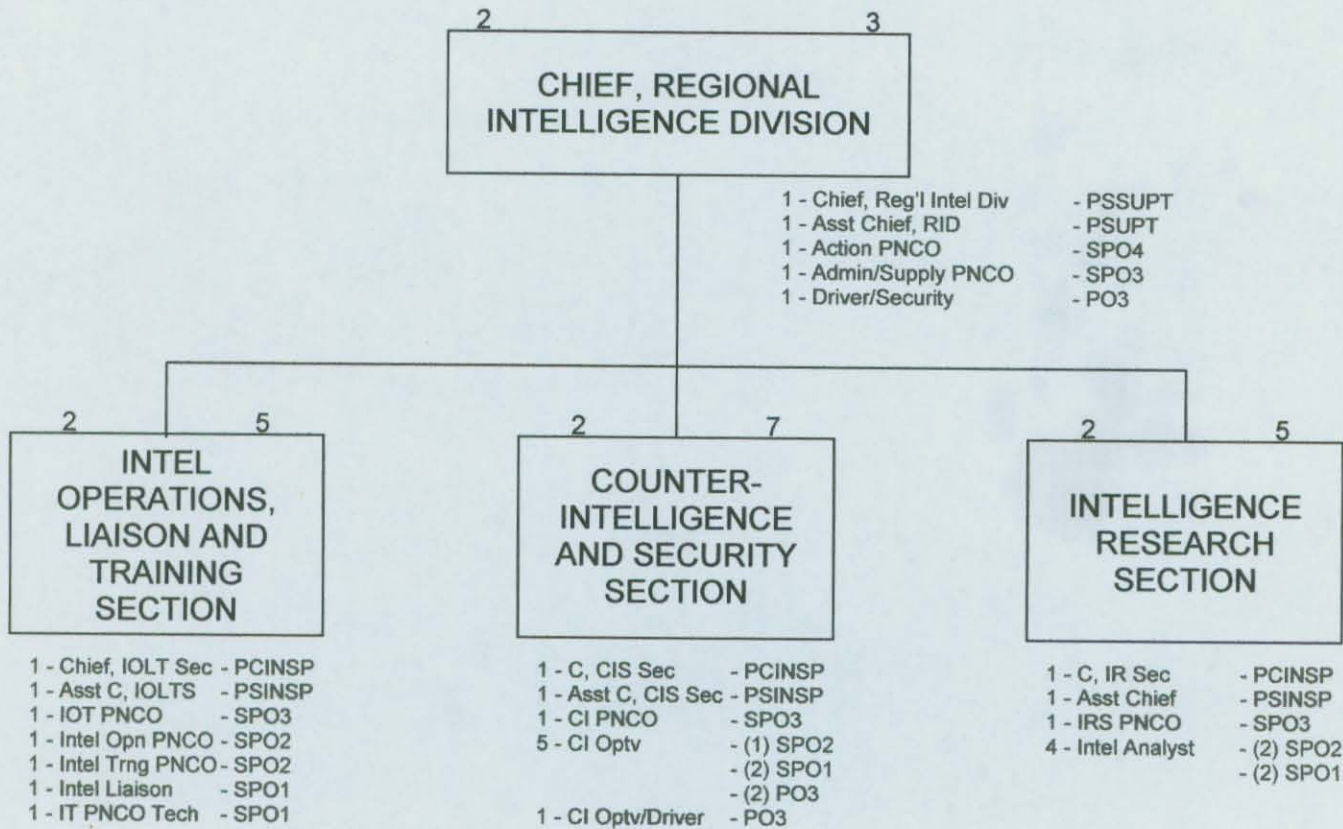 2 3
CHIEF, REGIONAL
INTELLIGENCE DIVISION
1 - Chief, Reg'l Intel Div - PSSUPT
1 - Asst Chief, RID - PSUPT
1 - Action PNCO - SPO4
1 - Admin/Supply PNCO - SPO3
1 - Driver/Security - PO3
2 5
INTEL
OPERATIONS,
LIAISON AND
TRAINING
SECTION
1 - Chief, IOLT Sec - PCINSP
1 - Asst C, IOLTS - PSINSP
1 - IOT PNCO - SPO3
1 - Intel Opn PNCO - SPO2
1 - Intel Trng PNCO - SPO2
1 - Intel Liaison - SPO1
1 - IT PNCO Tech - SPO1
2 7
COUNTER-
INTELLIGENCE
AND SECURITY
SECTION
1 - C, CIS Sec - PCINSP
1 - Asst C, CIS Sec - PSINSP
1 - CI PNCO - SPO3
5 - CI Optv - (1) SPO2
- (2) SPO1
- (2) PO3
1 - CI Optv/Driver - PO3
2 5
INTELLIGENCE
RESEARCH
SECTION
1 - C, IR Sec - PCINSP
1 - Asst Chief - PSINSP
1 - IRS PNCO - SPO3
4 - Intel Analyst - (2) SPO2
- (2) SPO1